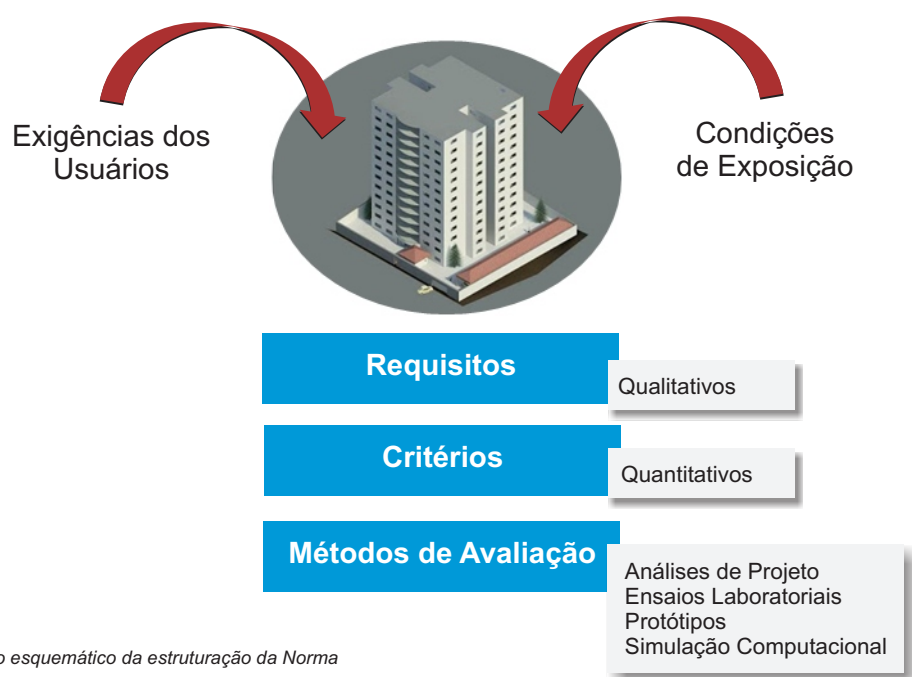 Exigências dos
Usuários
Condições
de Exposição
Requisitos
Qualitativos
Critérios
Quantitativos
Métodos de Avaliação
Análises de Projeto
Ensaios Laboratoriais
Protótipos
Simulação Computacional
o esquemático da estruturação da Norma